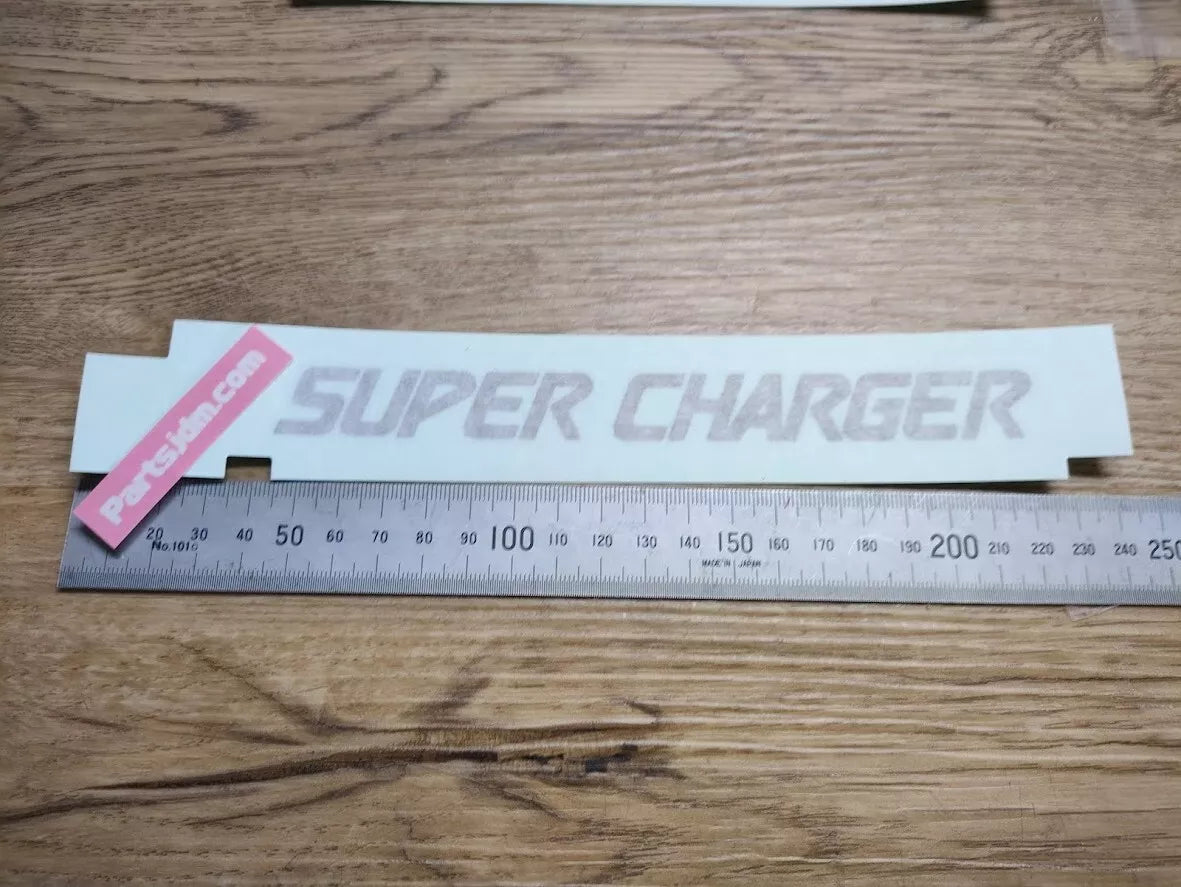 SUPER CHARGER
Partsjdm.com
20 30 40 50 60 70 80 90 100 110 120 130 140 150 160 170 180 190 200 210 220 230 240 250
No.101
MADE IN JAPAN